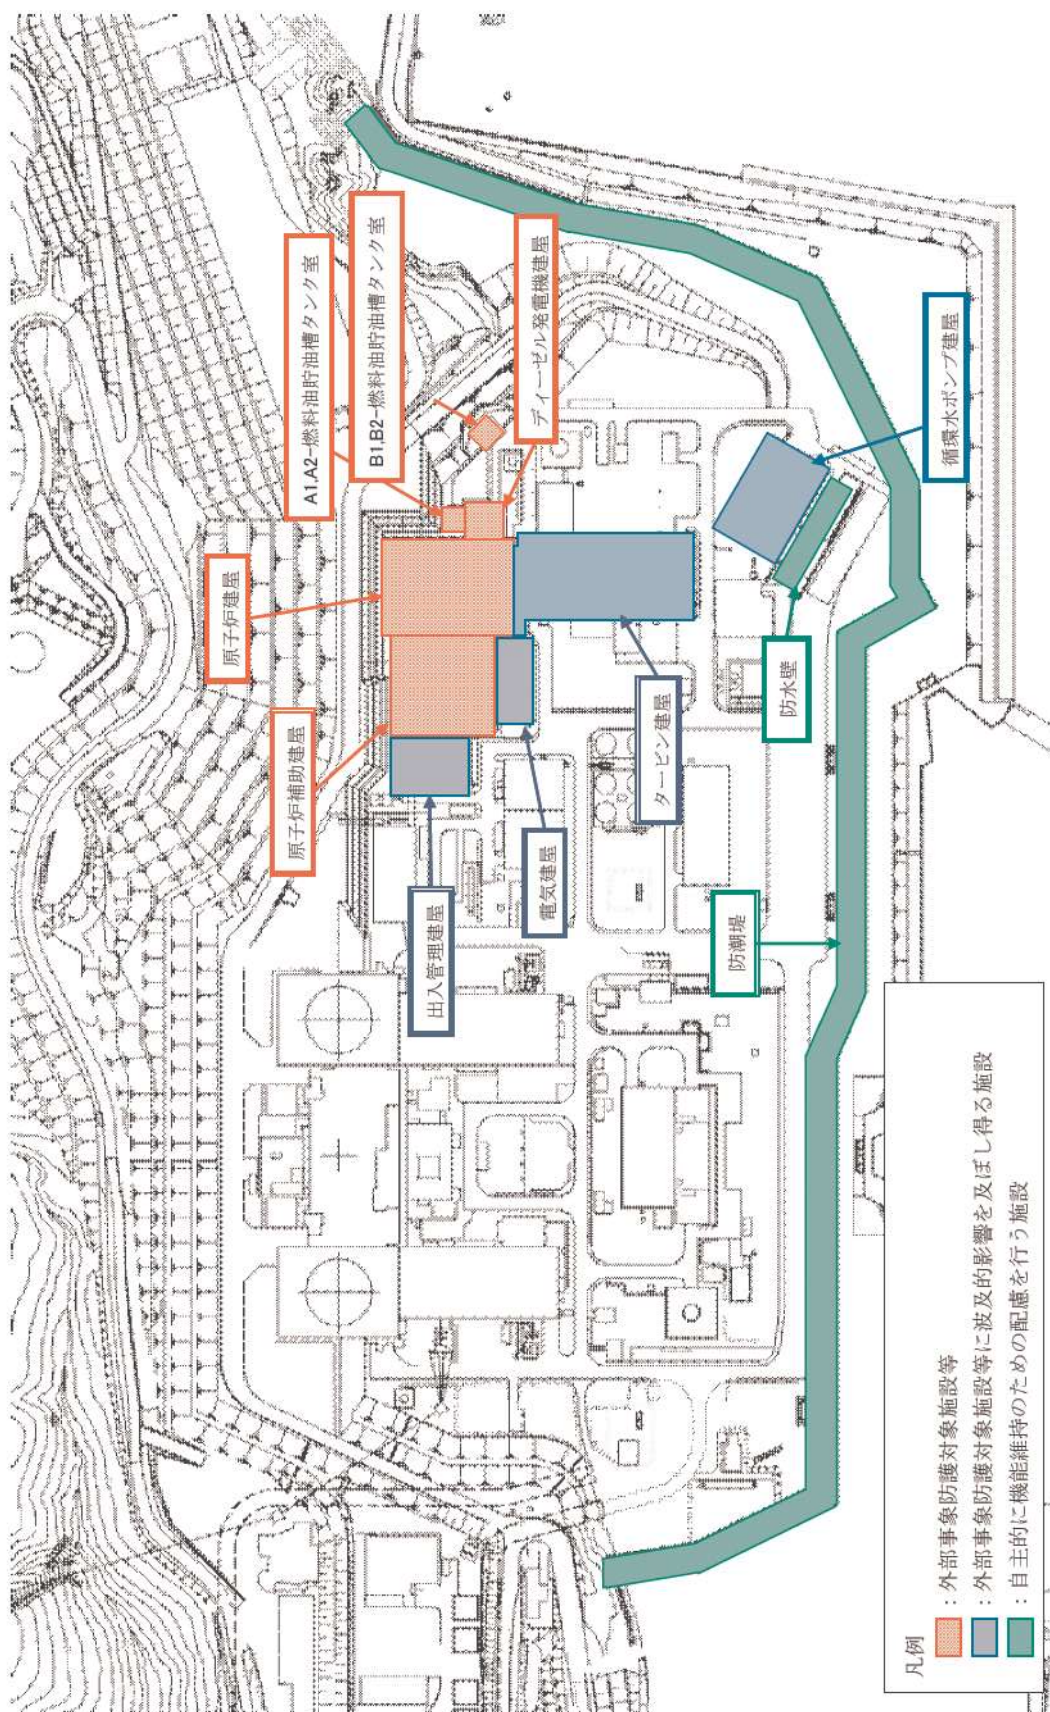 A1,A2-燃料油貯油槽タンク室
B1,B2-燃料油貯油槽タンク室
ディーゼル発電機建屋
原子炉建屋
原子炉補助建屋
出入管理建屋
電気建屋
タービン建屋
循環水ポンプ建屋
防水壁
防潮堤
凡例
：外部事象防護対象施設等
：外部事象防護対象施設等に波及的影響を及ぼし得る施設
：自主的に機能維持のための配慮を行う施設